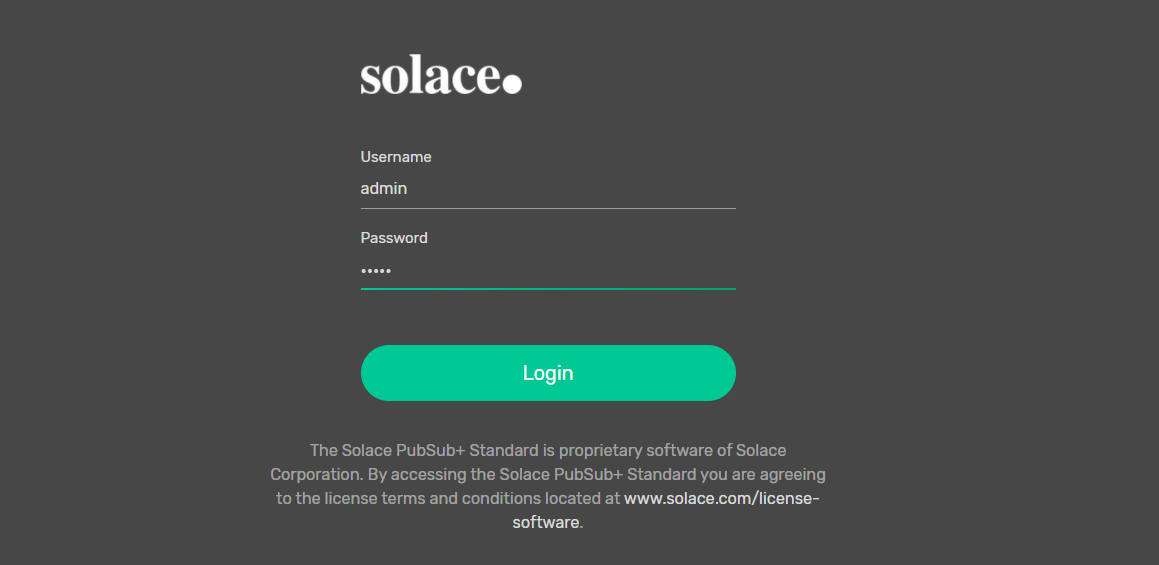 solace.
Username
admin
Password
•••••
Login
The Solace PubSub+ Standard is proprietary software of Solace
Corporation. By accessing the Solace PubSub+ Standard you are agreeing
to the license terms and conditions located at www.solace.com/license-
software.